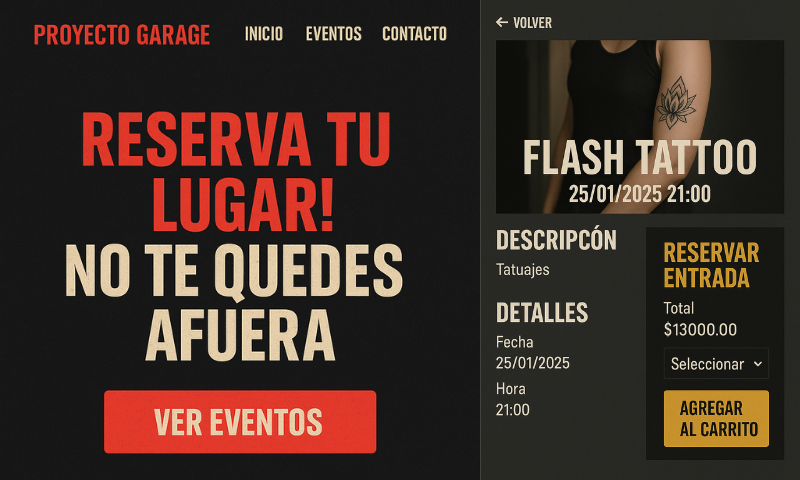 PROYECTO GARAGE
INICIO EVENTOS CONTACTO
RESERVA TU
LUGAR!
NO TE QUEDES
AFUERA
VER EVENTOS
← VOLVER
FLASH TATTOO
25/01/2025 21:00
DESCRIPCÓN
Tatuajes
DETALLES
Fecha
25/01/2025
Hora
21:00
RESERVAR
ENTRADA
Total
$13000.00
Seleccionar
AGREGAR
AL CARRITO